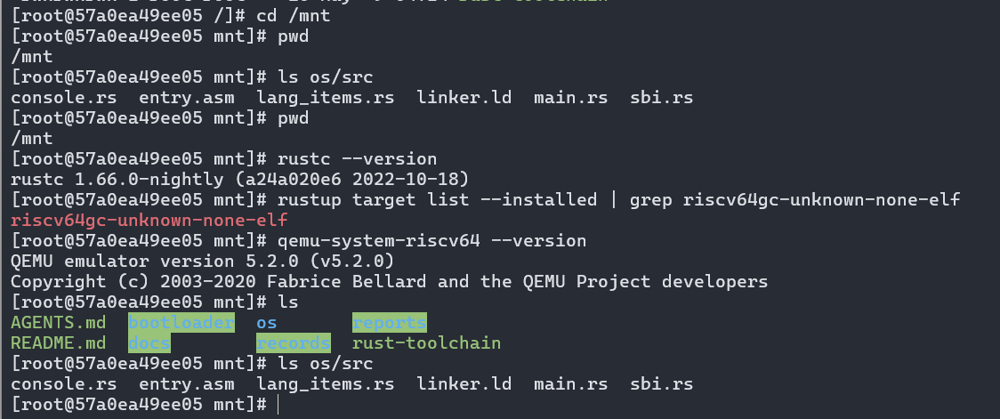 [root@57a0ea49ee05 /]# cd /mnt
[root@57a0ea49ee05 mnt]# pwd
/mnt
[root@57a0ea49ee05 mnt]# ls os/src
console.rs  entry.asm  lang_items.rs  linker.ld  main.rs  sbi.rs
[root@57a0ea49ee05 mnt]# pwd
/mnt
[root@57a0ea49ee05 mnt]# rustc --version
rustc 1.66.0-nightly (a24a020e6 2022-10-18)
[root@57a0ea49ee05 mnt]# rustup target list --installed | grep riscv64gc-unknown-none-elf
riscv64gc-unknown-none-elf
[root@57a0ea49ee05 mnt]# qemu-system-riscv64 --version
QEMU emulator version 5.2.0 (v5.2.0)
Copyright (c) 2003-2020 Fabrice Bellard and the QEMU Project developers
[root@57a0ea49ee05 mnt]# ls
AGENTS.md  bootloader  os       reports
README.md  docs        records  rust-toolchain
[root@57a0ea49ee05 mnt]# ls os/src
console.rs  entry.asm  lang_items.rs  linker.ld  main.rs  sbi.rs
[root@57a0ea49ee05 mnt]#